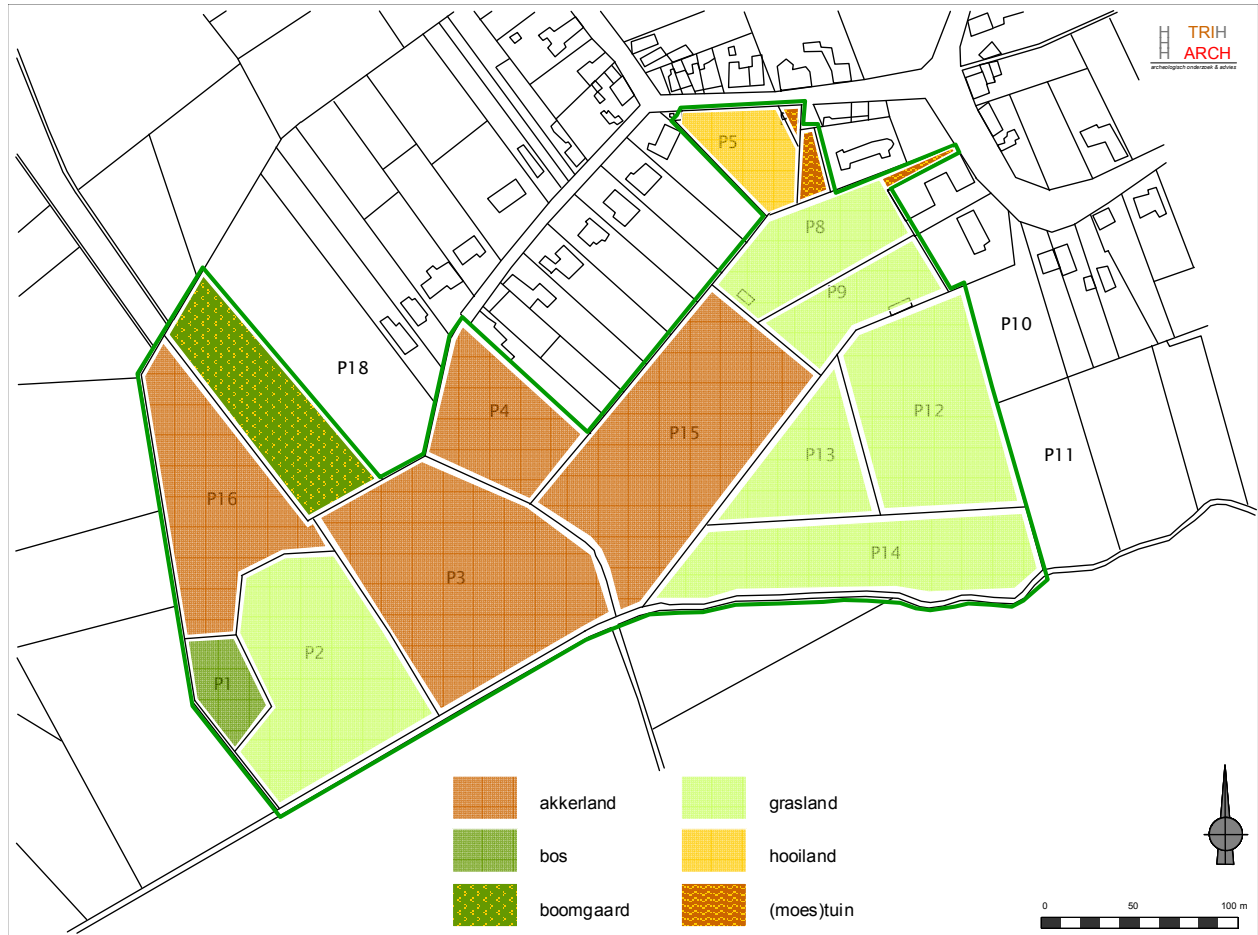 TRIH
ARCH
archeologisch onderzoek & advies
P5
P8
P9
P10
P18
P4
P15
P12
P13
P11
P16
P14
P3
P2
P1
akkerland
grasland
bos
hooiland
boomgaard
(moes)tuin
0 50 100 m